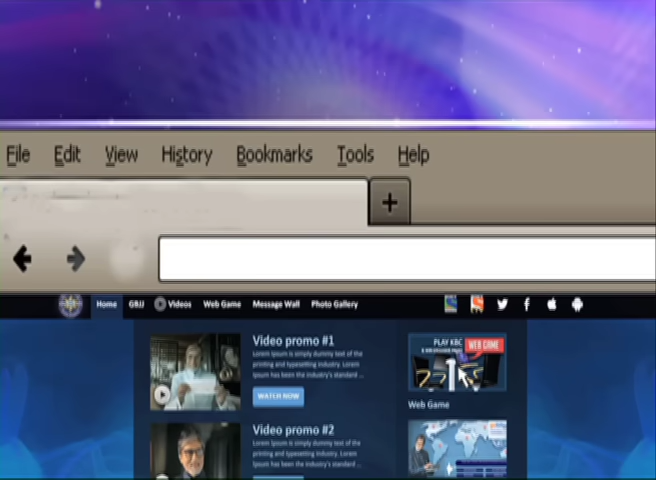 File Edit View History Bookmarks Tools Help
+
Home GBJJ Videos Web Game Message Wall Photo Gallery
Video promo #1
Lorem Ipsum is simply dummy text of the
printing and typesetting industry. Lorem
Ipsum has been the industry's standard ...
WATCH NOW
PLAY KBC
WEB GAME
Web Game
Video promo #2
Lorem Ipsum is simply dummy text of the
printing and typesetting industry. Lorem
Ipsum has been the industry's standard ...